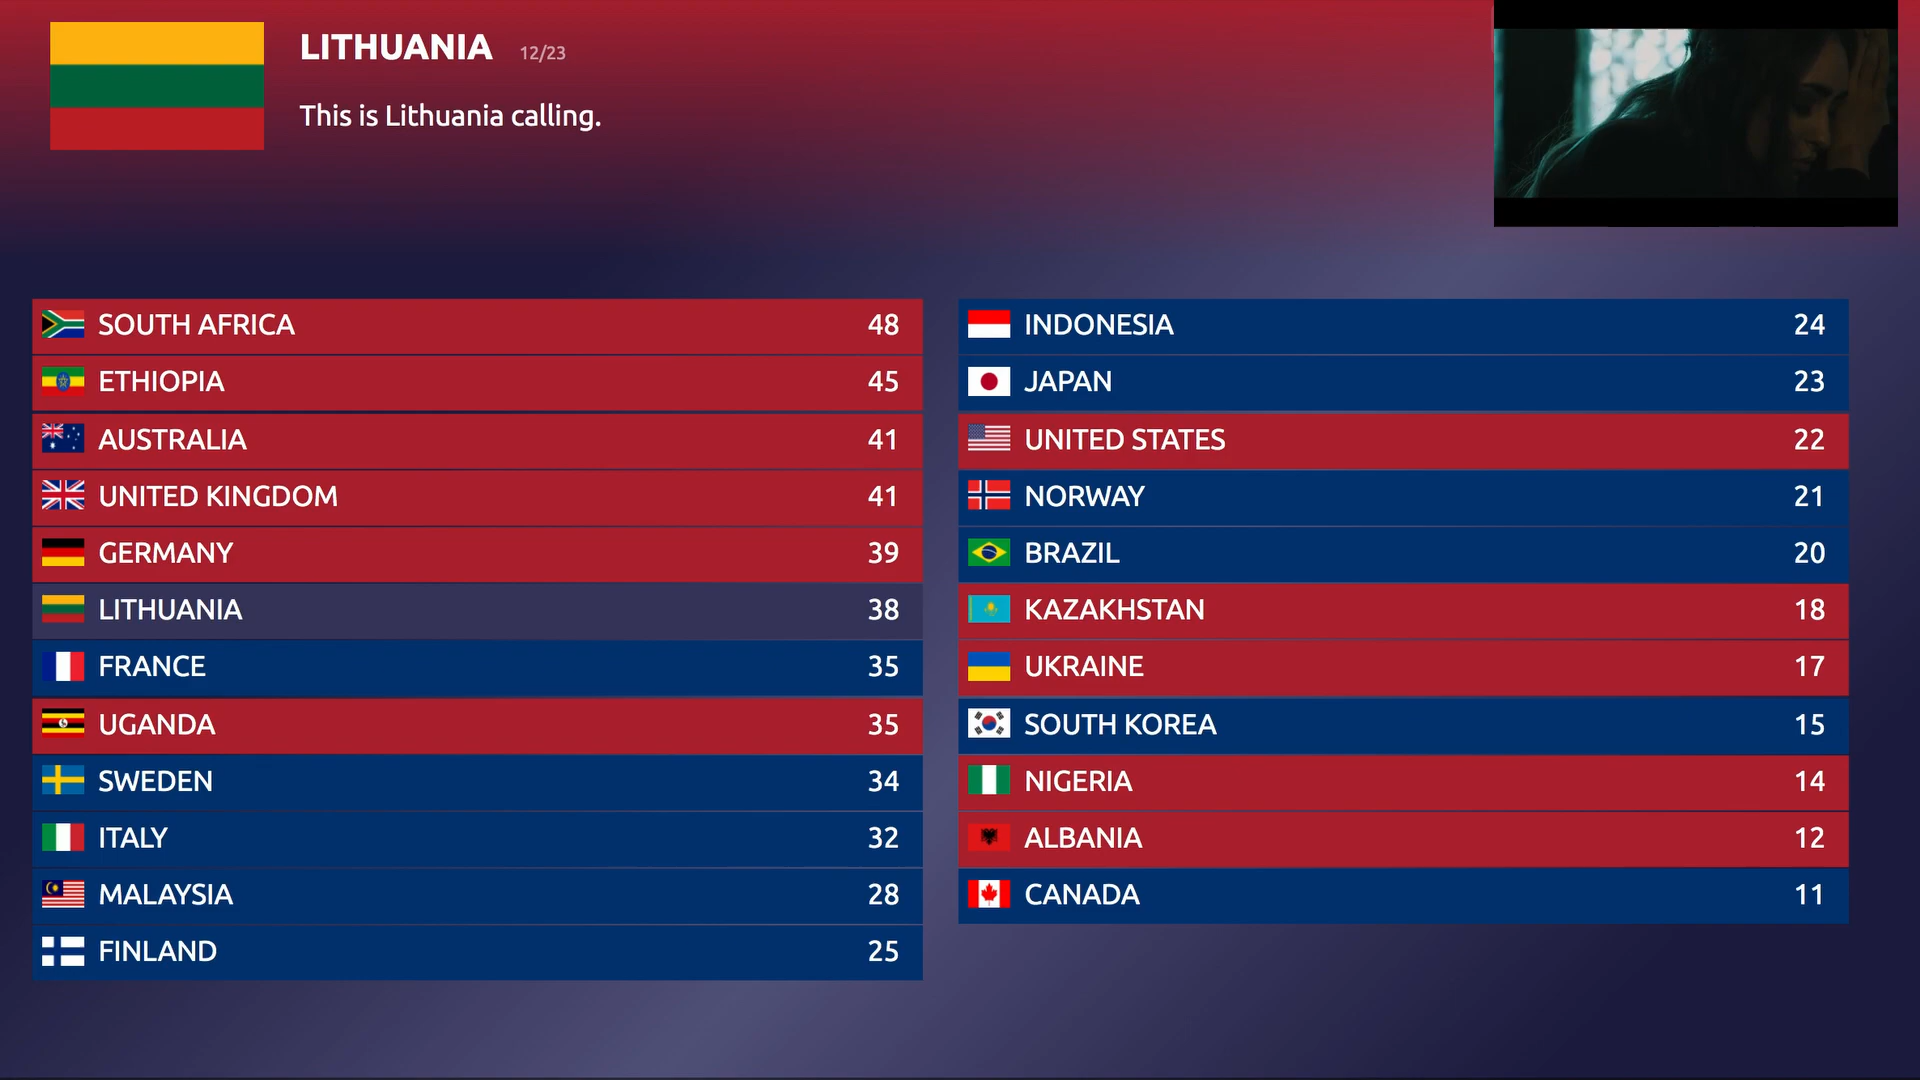 LITHUANIA 12/23
This is Lithuania calling.
SOUTH AFRICA 48
ETHIOPIA 45
AUSTRALIA 41
UNITED KINGDOM 41
GERMANY 39
LITHUANIA 38
FRANCE 35
UGANDA 35
SWEDEN 34
ITALY 32
MALAYSIA 28
FINLAND 25
INDONESIA 24
JAPAN 23
UNITED STATES 22
NORWAY 21
BRAZIL 20
KAZAKHSTAN 18
UKRAINE 17
SOUTH KOREA 15
NIGERIA 14
ALBANIA 12
CANADA 11